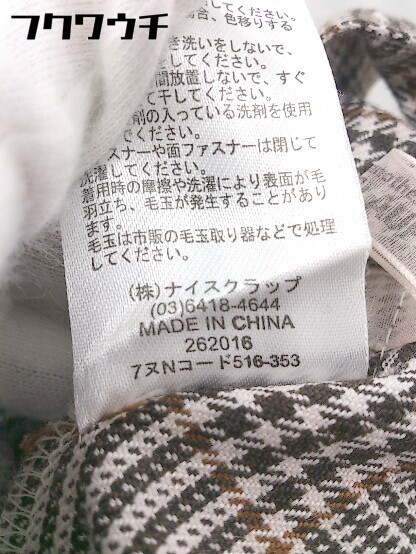 フクワウチ
合、色移りする
き洗いをしないで、
してください。
間放置しないで、すぐ
て干してください。
剤の入っている洗剤を使用
でください。
スナーや面ファスナーは閉じて
洗濯してください。
着用時の摩擦や洗濯により表面が毛
羽立ち、毛玉が発生することがあり
ます。
毛玉は市販の毛玉取り器などで処理
してください。
(株)ナイスクラップ
(03)6418-4644
MADE IN CHINA
262016
7ヌNコード516-353